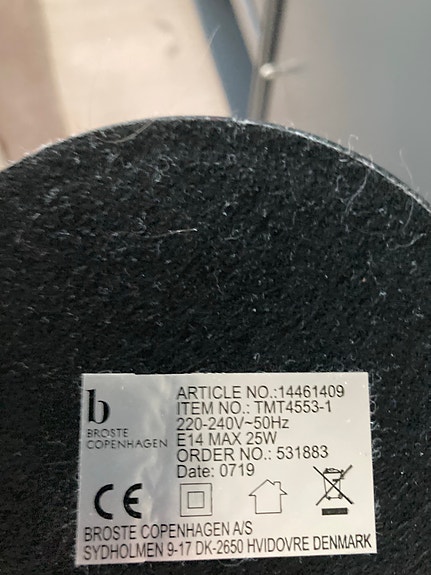 ARTICLE NO.:14461409
ITEM NO.: TMT4553-1
220-240V~50Hz
E14 MAX 25W
ORDER NO.: 531883
Date: 0719
b
BROSTE
COPENHAGEN
CE
BROSTE COPENHAGEN A/S
SYDHOLMEN 9-17 DK-2650 HVIDOVRE DENMARK